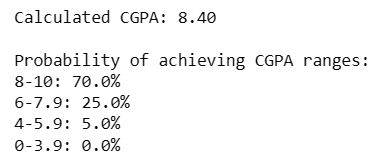 Calculated CGPA: 8.40
Probability of achieving CGPA ranges:
8-10: 70.0%
6-7.9: 25.0%
4-5.9: 5.0%
0-3.9: 0.0%